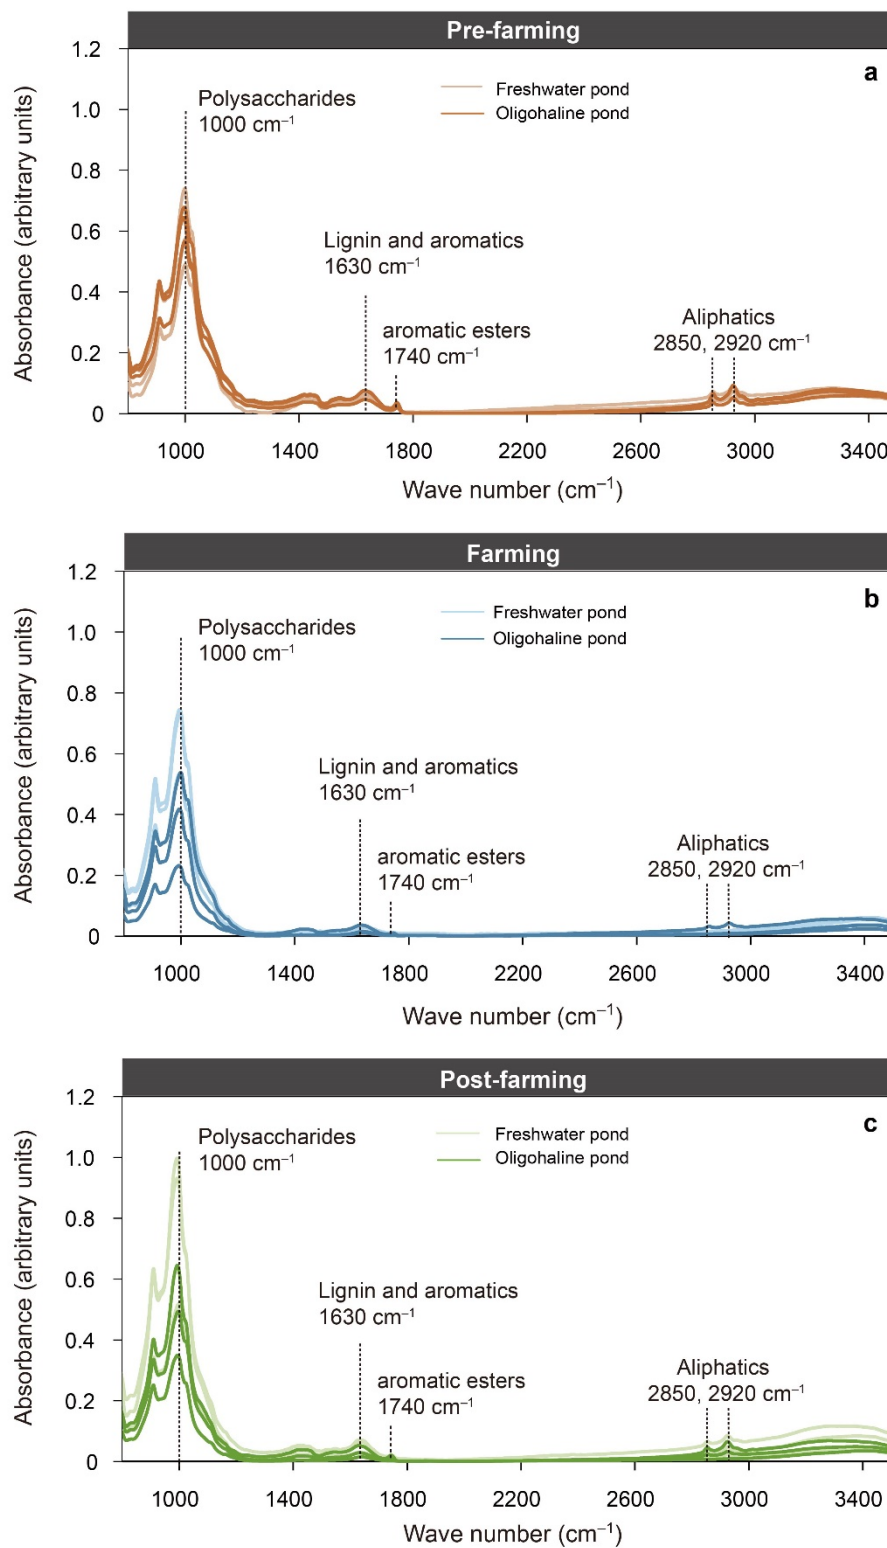 Pre-farming
a
1.2
1.0
0.8
0.6
0.4
0.2
0
Absorbance (arbitrary units)
Polysaccharides
1000 cm⁻¹
Freshwater pond
Oligohaline pond
Lignin and aromatics
1630 cm⁻¹
aromatic esters
1740 cm⁻¹
Aliphatics
2850, 2920 cm⁻¹
1000 1400 1800 2200 2600 3000 3400
Wave number (cm⁻¹)
Farming
b
1.2
1.0
0.8
0.6
0.4
0.2
0
Absorbance (arbitrary units)
Polysaccharides
1000 cm⁻¹
Freshwater pond
Oligohaline pond
Lignin and aromatics
1630 cm⁻¹
aromatic esters
1740 cm⁻¹
Aliphatics
2850, 2920 cm⁻¹
1000 1400 1800 2200 2600 3000 3400
Wave number (cm⁻¹)
Post-farming
c
1.2
1.0
0.8
0.6
0.4
0.2
0
Absorbance (arbitrary units)
Polysaccharides
1000 cm⁻¹
Freshwater pond
Oligohaline pond
Lignin and aromatics
1630 cm⁻¹
aromatic esters
1740 cm⁻¹
Aliphatics
2850, 2920 cm⁻¹
1000 1400 1800 2200 2600 3000 3400
Wave number (cm⁻¹)